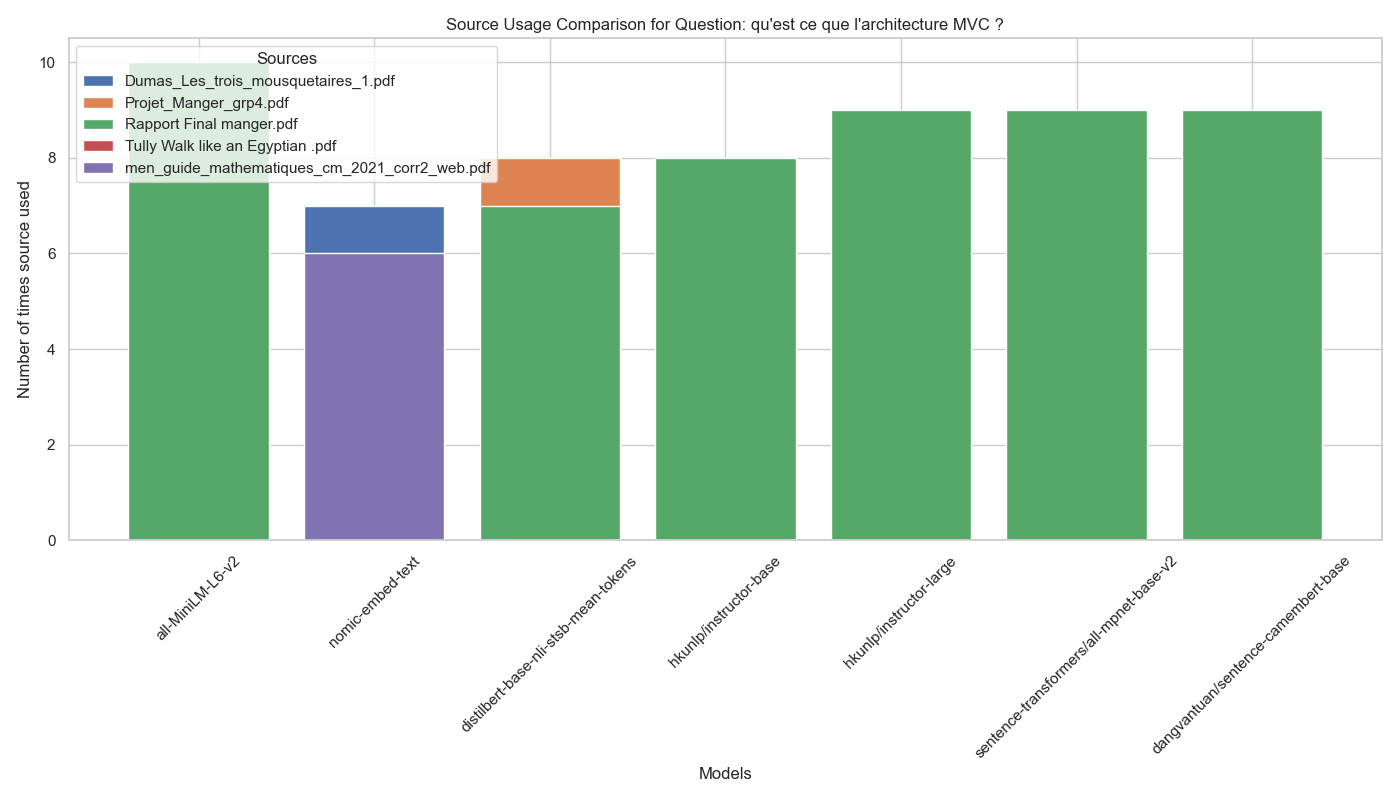 Source Usage Comparison for Question: qu'est ce que l'architecture MVC ?
Sources
Dumas_Les_trois_mousquetaires_1.pdf
Projet_Manger_grp4.pdf
Rapport Final manger.pdf
Tully Walk like an Egyptian .pdf
men_guide_mathematiques_cm_2021_corr2_web.pdf
Number of times source used
10
8
6
4
2
0
all-MiniLM-L6-v2
nomic-embed-text
distilbert-base-nli-stsb-mean-tokens
hkunlp/instructor-base
hkunlp/instructor-large
sentence-transformers/all-mpnet-base-v2
dangvantuan/sentence-camembert-base
Models